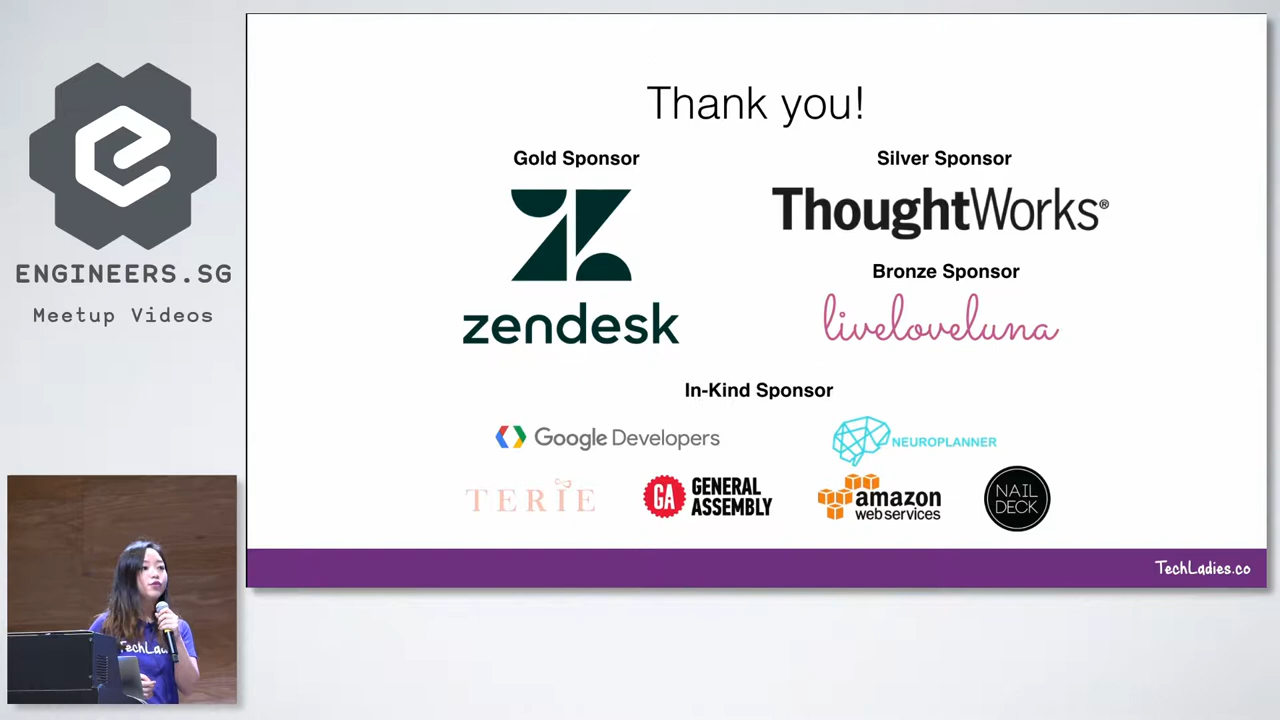 ENGINEERS.SG
Meetup Videos
Thank you!
Gold Sponsor
zendesk
Silver Sponsor
ThoughtWorks®
Bronze Sponsor
liveloveluna
In-Kind Sponsor
Google Developers
NEUROPLANNER
TERIE
GA GENERAL ASSEMBLY
amazon
web services
NAIL
DECK
TechLadies.co
TechLad